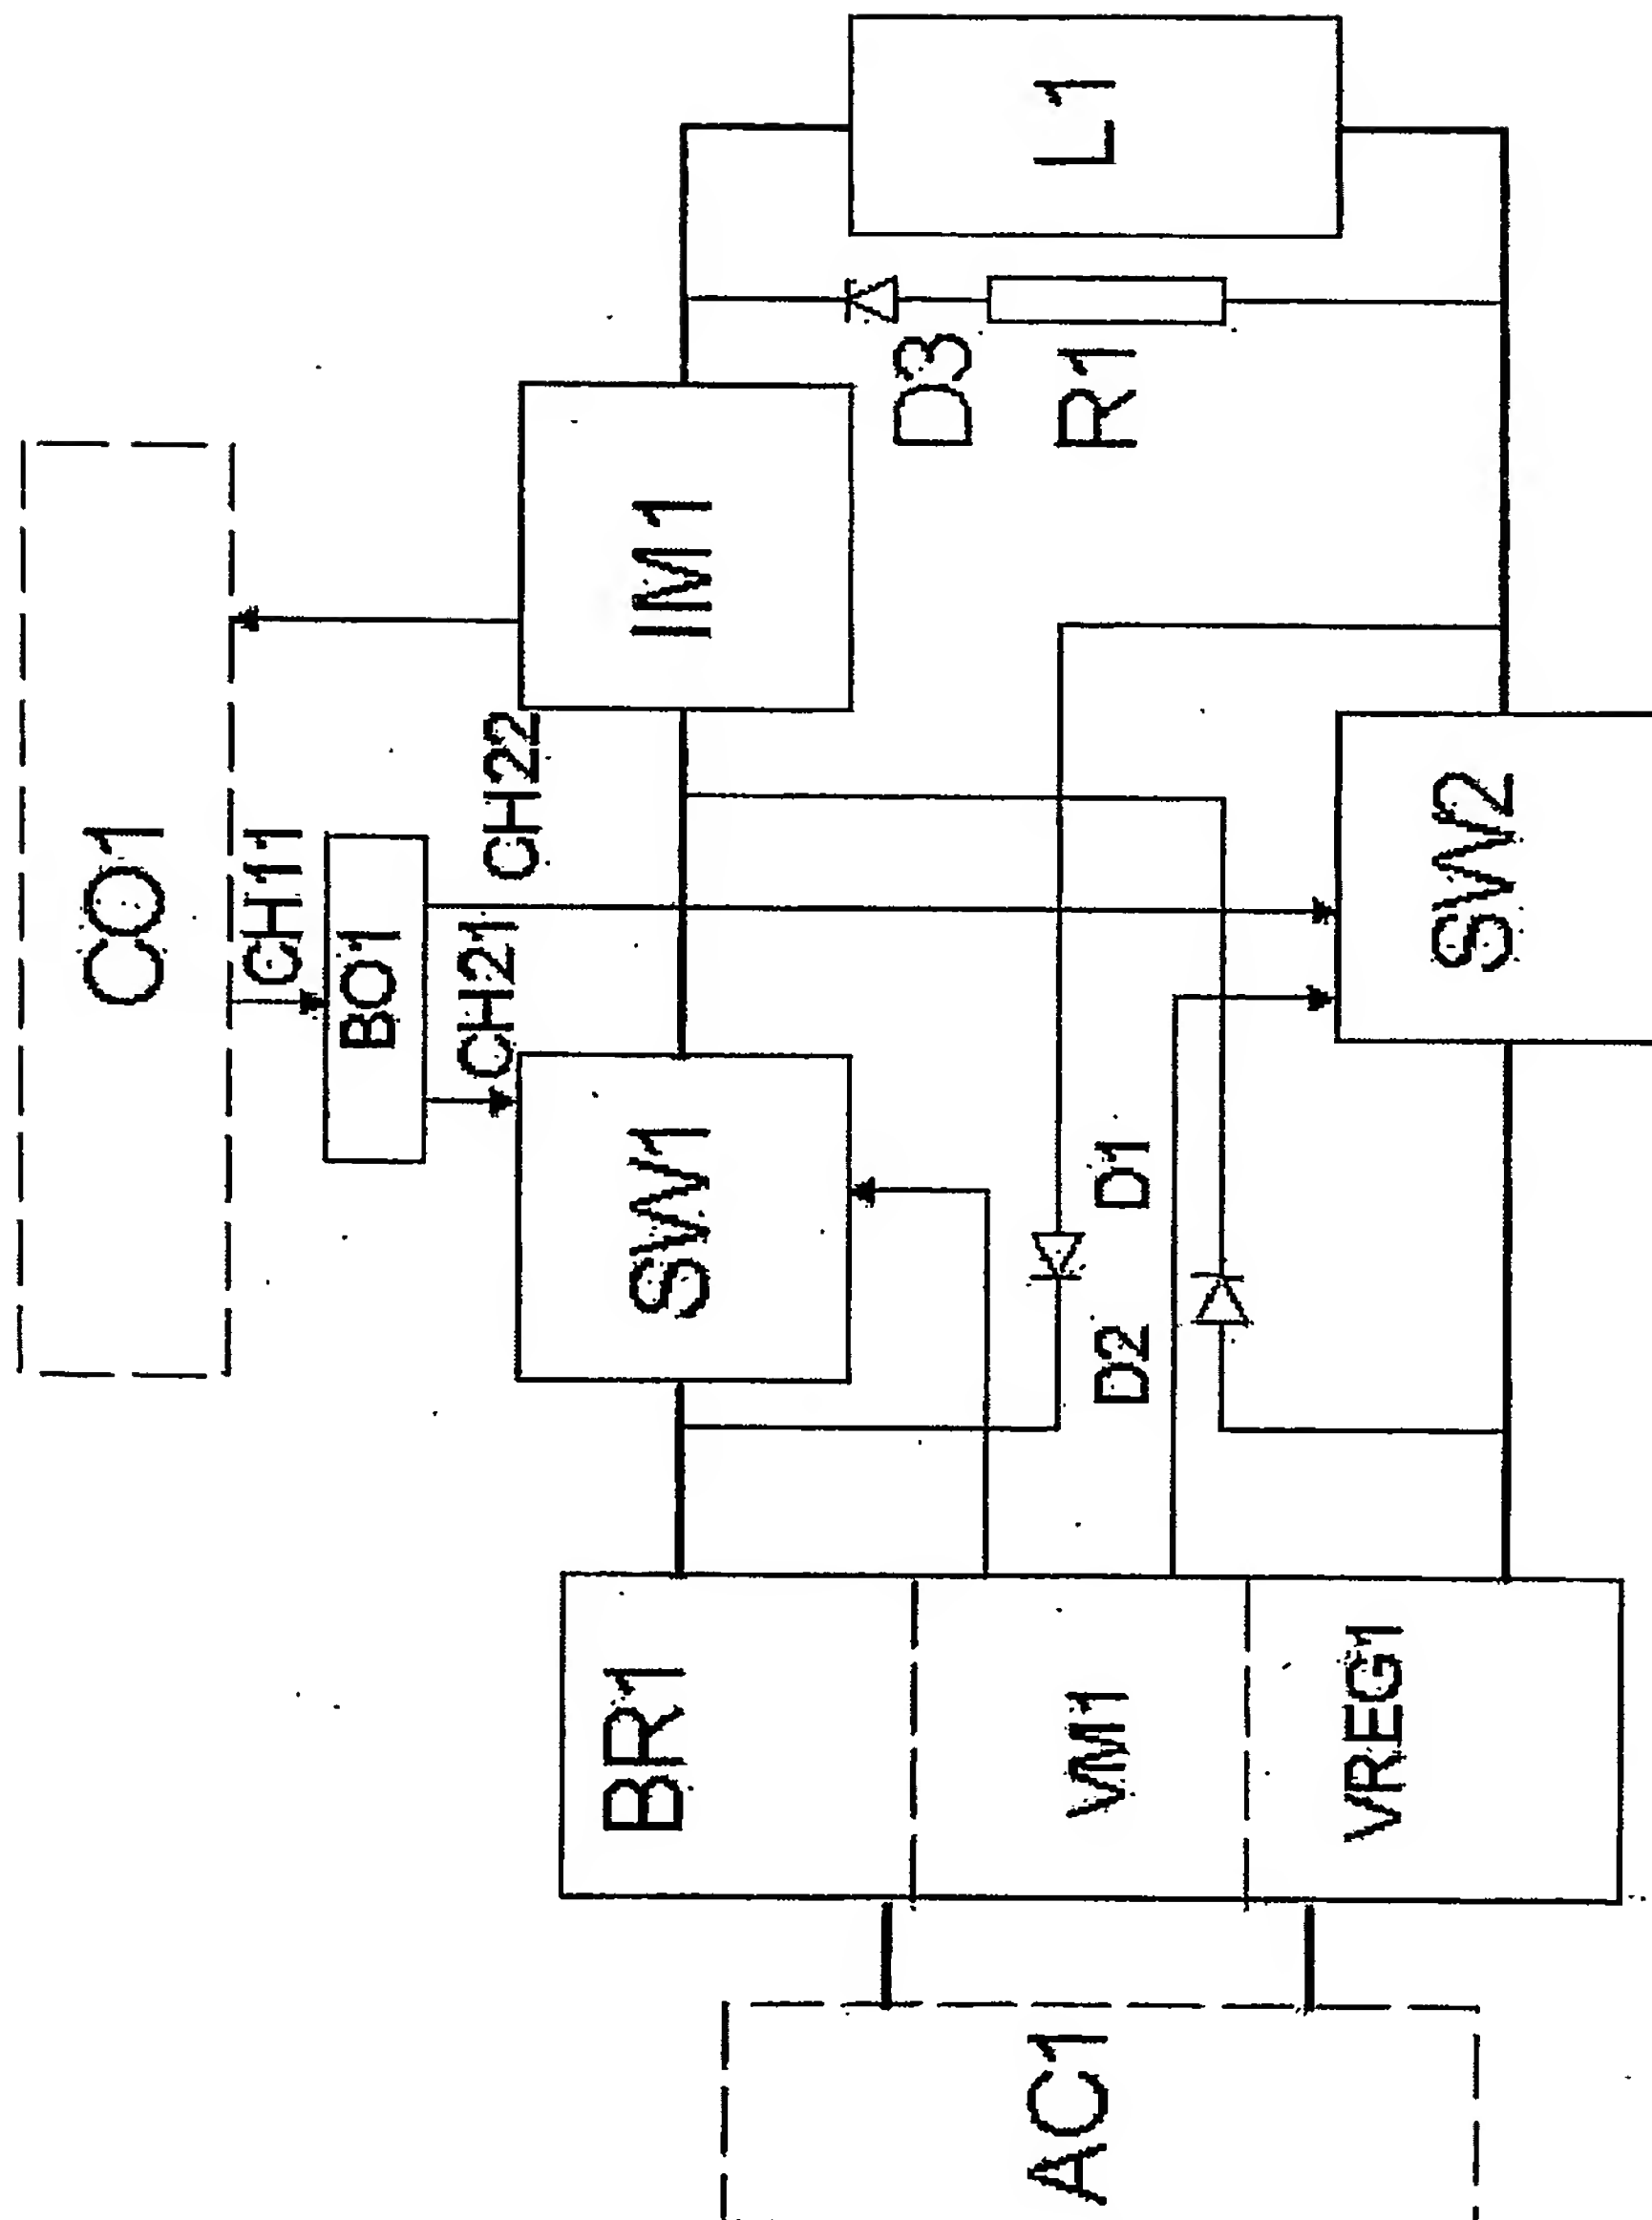 CO1
CH11
BO1
CH21
CH22
SW1
IM1
L1
D3
R1
D1
D2
SW2
BR1
VM1
VREG1
AC1